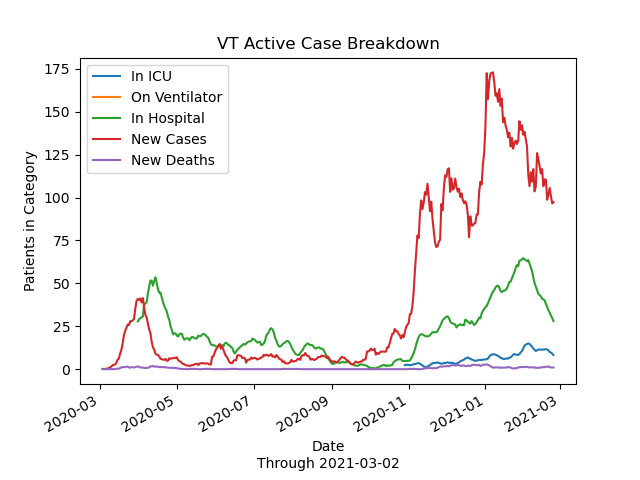 VT Active Case Breakdown
In ICU
On Ventilator
In Hospital
New Cases
New Deaths
Patients in Category
175
150
125
100
75
50
25
0
2020-03
2020-05
2020-07
2020-09
2020-11
2021-01
2021-03
Date
Through 2021-03-02